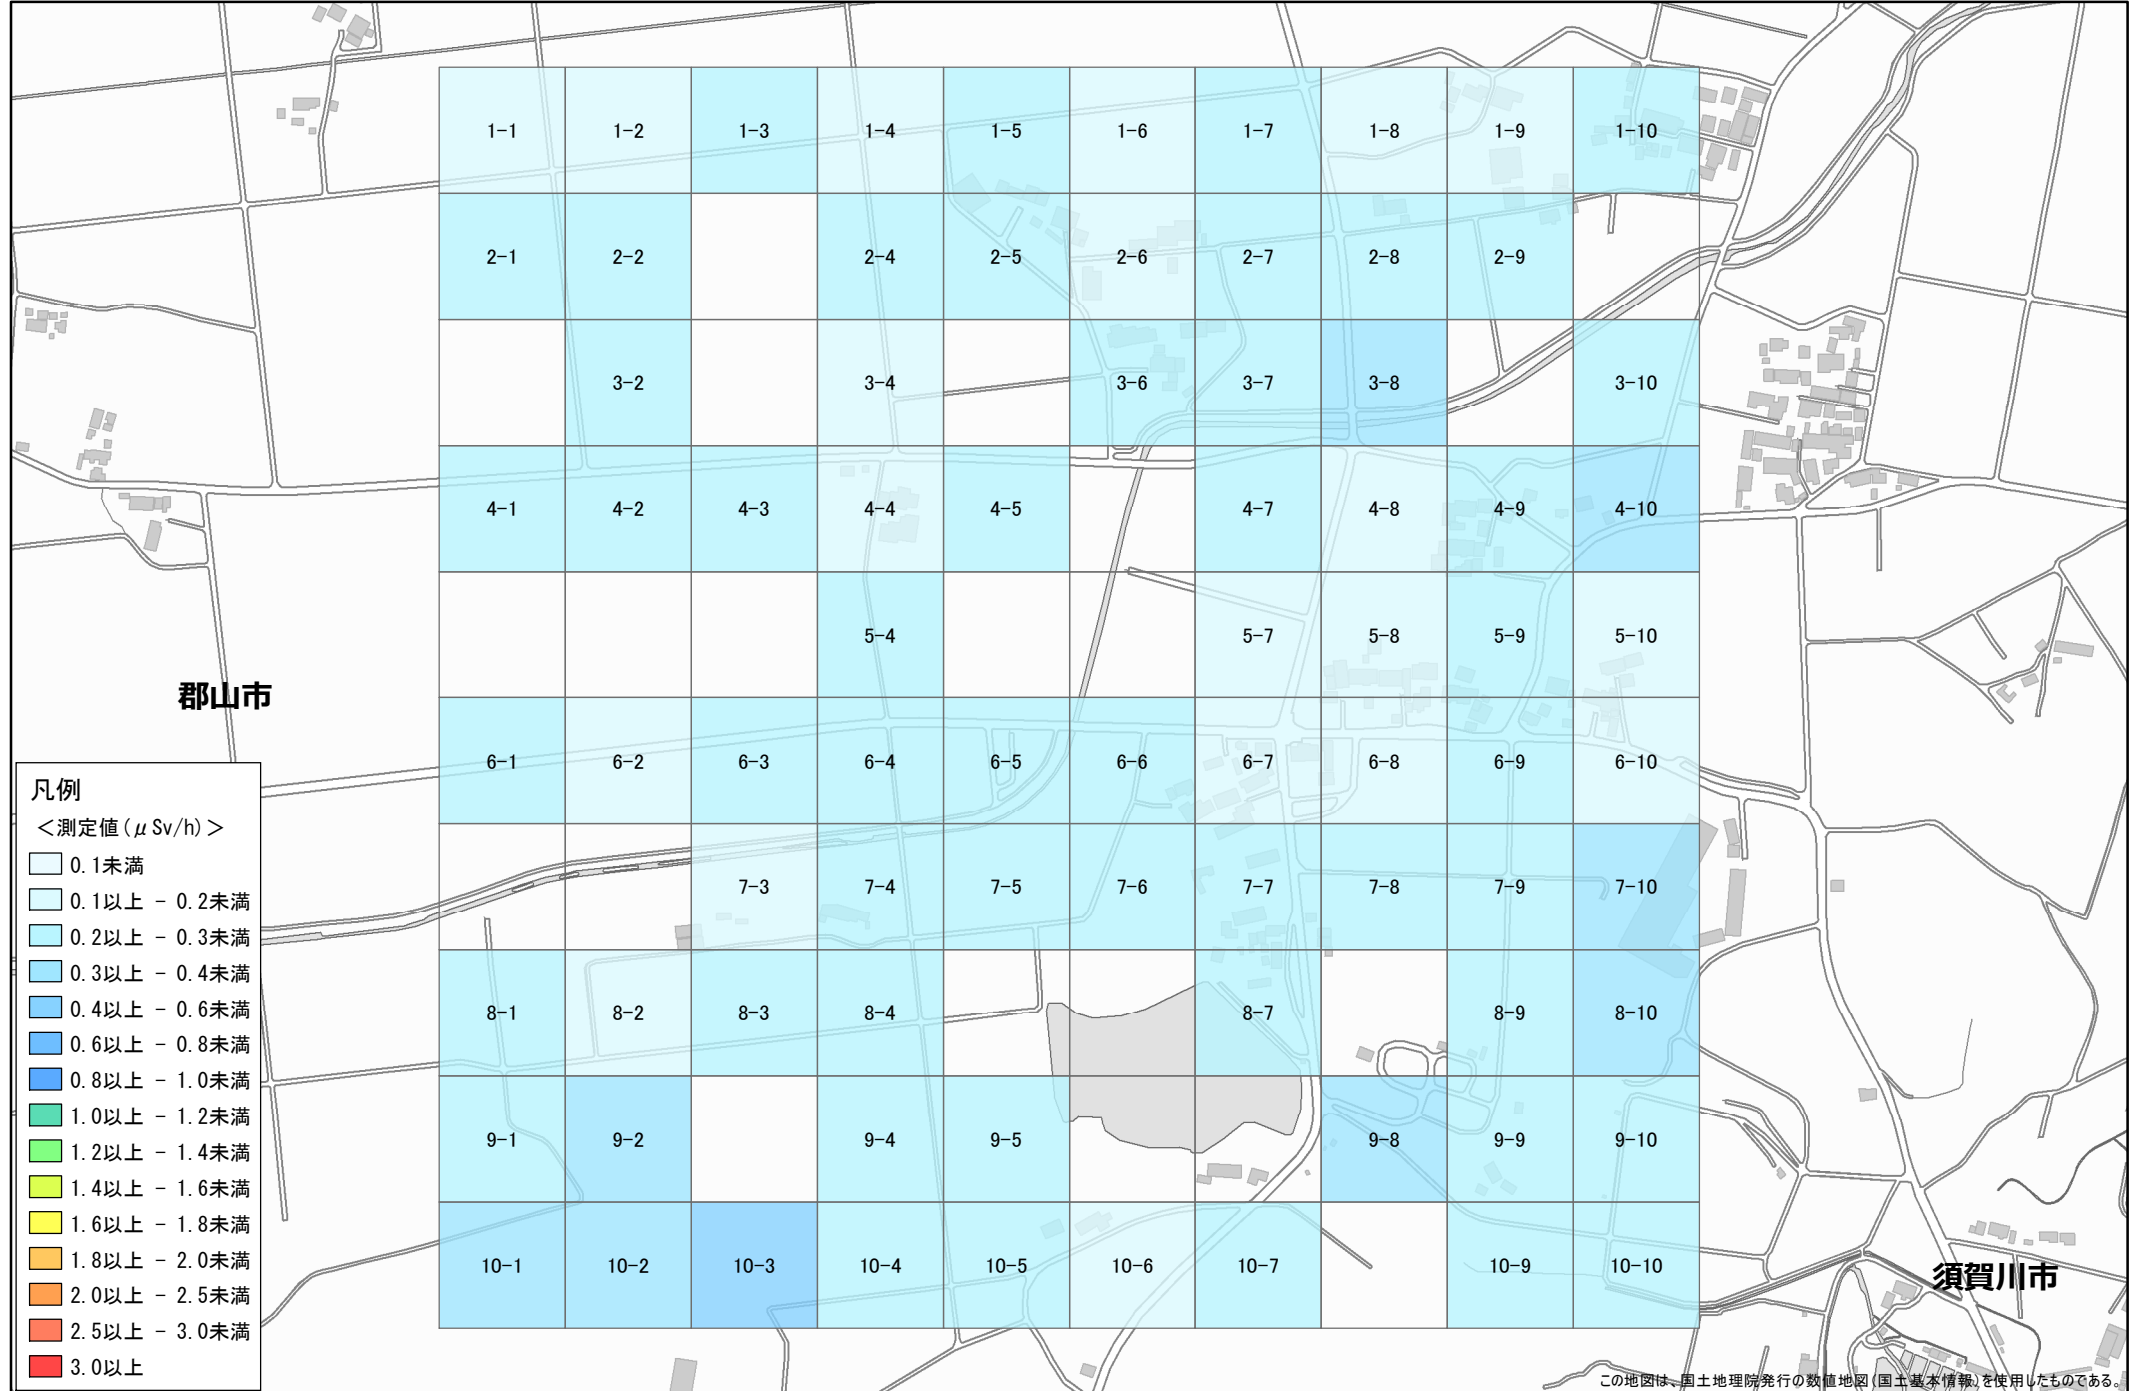 1-1 1-2 1-3 1-4 1-5 1-6 1-7 1-8 1-9 1-10
2-1 2-2 2-4 2-5 2-6 2-7 2-8 2-9
3-2 3-4 3-6 3-7 3-8 3-10
4-1 4-2 4-3 4-4 4-5 4-7 4-8 4-9 4-10
5-4 5-7 5-8 5-9 5-10
郡山市
6-1 6-2 6-3 6-4 6-5 6-6 6-7 6-8 6-9 6-10
7-3 7-4 7-5 7-6 7-7 7-8 7-9 7-10
8-1 8-2 8-3 8-4 8-7 8-9 8-10
9-1 9-2 9-4 9-5 9-8 9-9 9-10
10-1 10-2 10-3 10-4 10-5 10-6 10-7 10-9 10-10
須賀川市
凡例
＜測定値(μSv/h)＞
0.1未満
0.1以上 - 0.2未満
0.2以上 - 0.3未満
0.3以上 - 0.4未満
0.4以上 - 0.6未満
0.6以上 - 0.8未満
0.8以上 - 1.0未満
1.0以上 - 1.2未満
1.2以上 - 1.4未満
1.4以上 - 1.6未満
1.6以上 - 1.8未満
1.8以上 - 2.0未満
2.0以上 - 2.5未満
2.5以上 - 3.0未満
3.0以上
この地図は、国土地理院発行の数値地図(国土基本情報)を使用したものである。